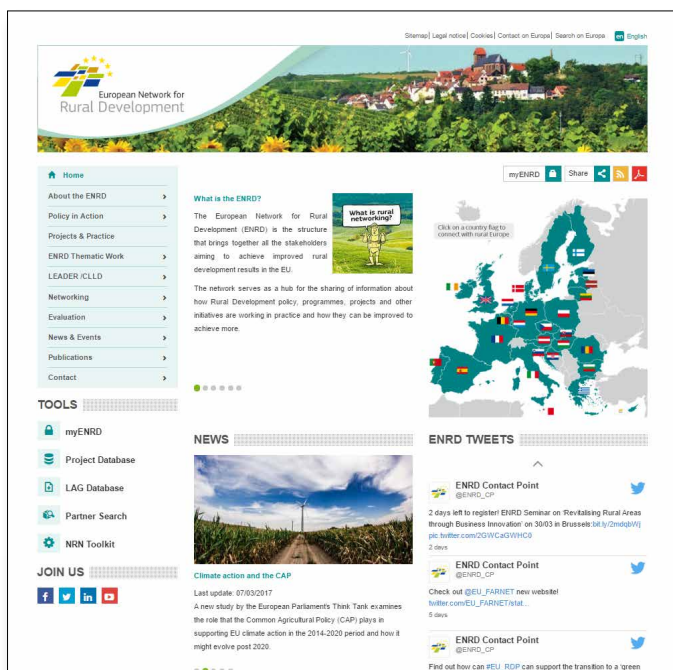 Sitemap| Legal notice| Cookies| Contact on Europa| Search on Europa en English
European Network for
Rural Development
Home
About the ENRD
Policy in Action
Projects & Practice
ENRD Thematic Work
LEADER /CLLD
Networking
Evaluation
News & Events
Publications
Contact
TOOLS
myENRD
Project Database
LAG Database
Partner Search
NRN Toolkit
JOIN US
What is the ENRD?
The European Network for Rural
Development (ENRD) is the structure
that brings together all the stakeholders
aiming to achieve improved rural
development results in the EU.
What is rural
networking?
The network serves as a hub for the sharing of information about
how Rural Development policy, programmes, projects and other
initiatives are working in practice and how they can be improved to
achieve more.
NEWS
Climate action and the CAP
Last update: 07/03/2017
A new study by the European Parliament's Think Tank examines
the role that the Common Agricultural Policy (CAP) plays in
supporting EU climate action in the 2014-2020 period and how it
might evolve post 2020.
myENRD Share
Click on a country flag to
connect with rural Europe
ENRD TWEETS
ENRD Contact Point
@ENRD_CP
2 days left to register! ENRD Seminar on 'Revitalising Rural Areas
through Business Innovation' on 30/03 in Brussels:bit.ly/2mdqbWj
pic.twitter.com/2GWCaGWHC0
2 days
ENRD Contact Point
@ENRD_CP
Check out @EU_FARNET new website!
twitter.com/EU_FARNET/stat...
5 days
ENRD Contact Point
@ENRD_CP
Find out how can #EU_RDP can support the transition to a 'green